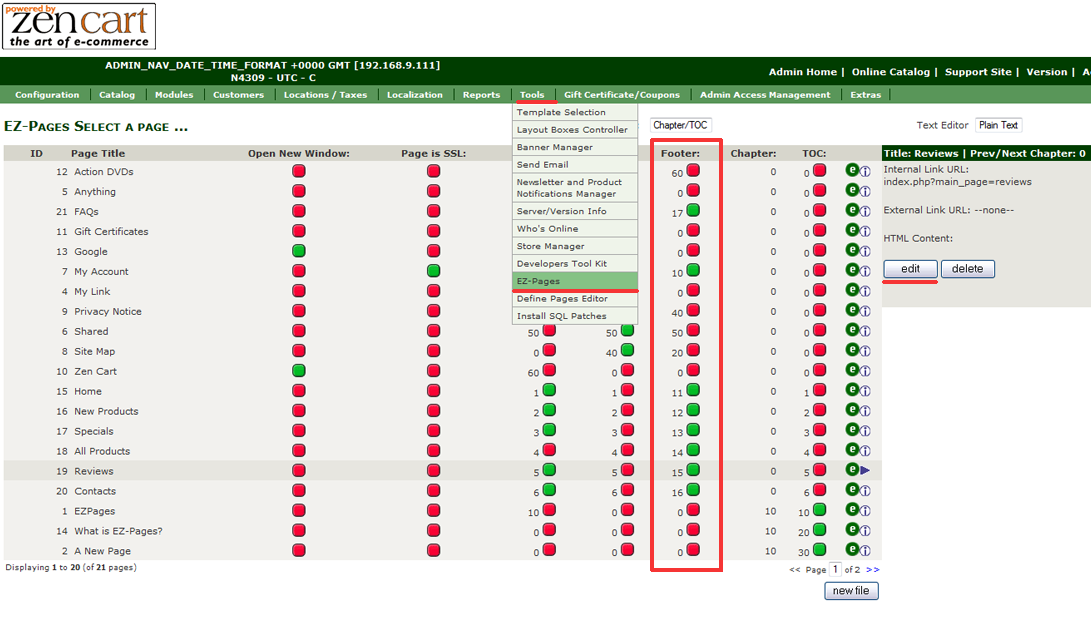 powered by
zen cart
the art of e-commerce
ADMIN_NAV_DATE_TIME_FORMAT +0000 GMT [192.168.9.111]
N4309 - UTC - C
Admin Home | Online Catalog | Support Site | Version | A
Configuration | Catalog | Modules | Customers | Locations / Taxes | Localization | Reports | Tools | Gift Certificate/Coupons | Admin Access Management | Extras |
Template Selection
Layout Boxes Controller
Banner Manager
Send Email
Newsletter and Product
Notifications Manager
Server/Version Info
Who's Online
Store Manager
Developers Tool Kit
EZ-Pages
Define Pages Editor
Install SQL Patches
EZ-Pages Select a page ...
Chapter/TOC
Text Editor Plain Text
ID Page Title Open New Window: Page is SSL: Footer: Chapter: TOC:
12 Action DVDs 60 0 0 e i
5 Anything 0 0 0 e i
21 FAQs 17 0 0 e i
11 Gift Certificates 0 0 0 e i
13 Google 0 0 0 e i
7 My Account 10 0 0 e i
4 My Link 0 0 0 e i
9 Privacy Notice 40 0 0 e i
6 Shared 50 50 50 0 0 e i
8 Site Map 0 40 20 0 0 e i
10 Zen Cart 60 0 0 0 0 e i
15 Home 1 1 11 0 1 e i
16 New Products 2 2 12 0 2 e i
17 Specials 3 3 13 0 3 e i
18 All Products 4 4 14 0 4 e i
19 Reviews 5 5 15 0 5 e
20 Contacts 6 6 16 0 6 e i
1 EZPages 10 0 0 10 10 e i
14 What is EZ-Pages? 0 0 0 10 20 e i
2 A New Page 0 0 0 10 30 e i
Displaying 1 to 20 (of 21 pages)
<< Page 1 of 2 >>
new file
Title: Reviews | Prev/Next Chapter: 0
Internal Link URL:
index.php?main_page=reviews
External Link URL: --none--
HTML Content:
edit delete